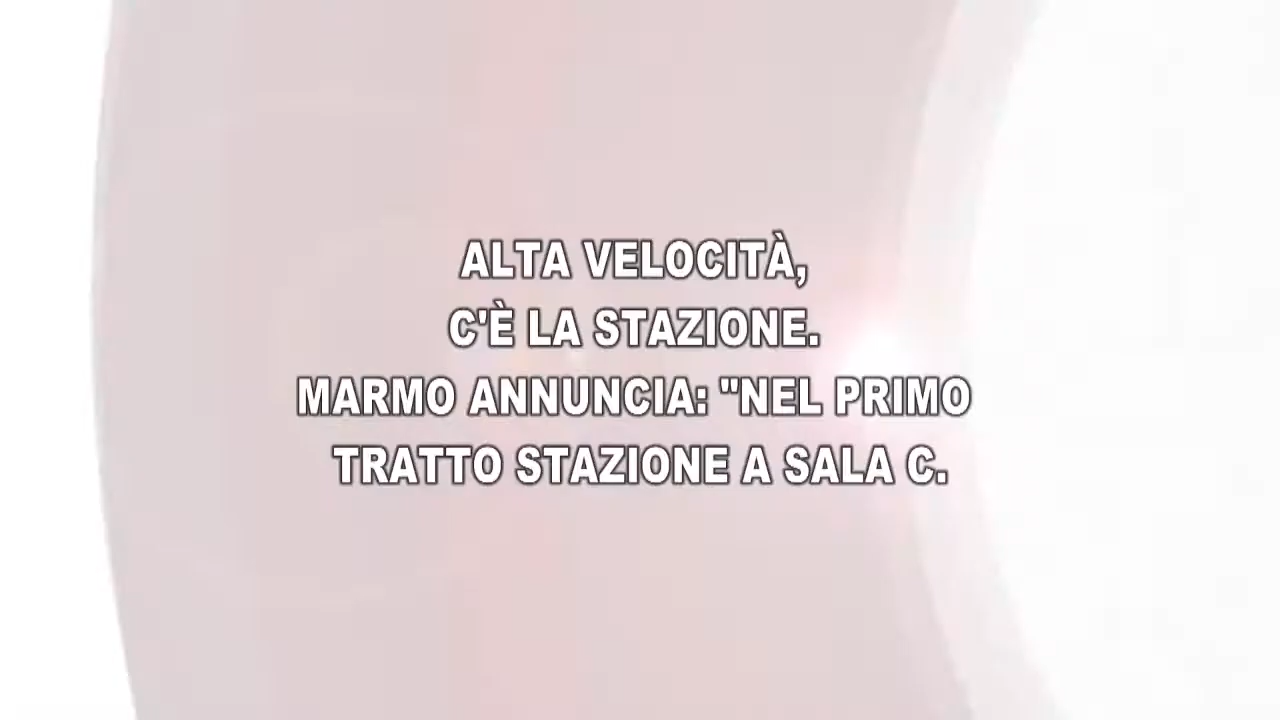 ALTA VELOCITÀ,
C'È LA STAZIONE.
MARMO ANNUNCIA: "NEL PRIMO
TRATTO STAZIONE A SALA C.